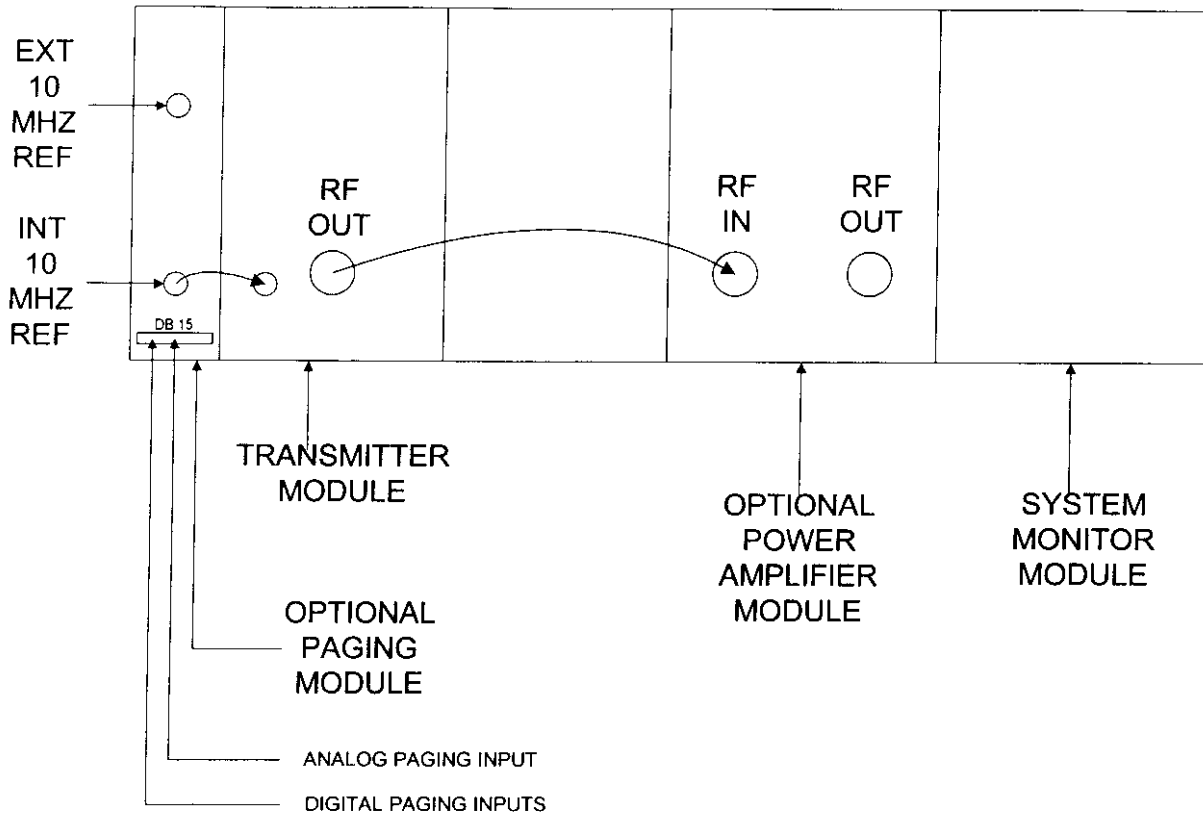 EXT
10
MHZ
REF
INT
10
MHZ
REF
RF
OUT
RF
IN
RF
OUT
DB 15
TRANSMITTER
MODULE
OPTIONAL
POWER
AMPLIFIER
MODULE
SYSTEM
MONITOR
MODULE
OPTIONAL
PAGING
MODULE
ANALOG PAGING INPUT
DIGITAL PAGING INPUTS